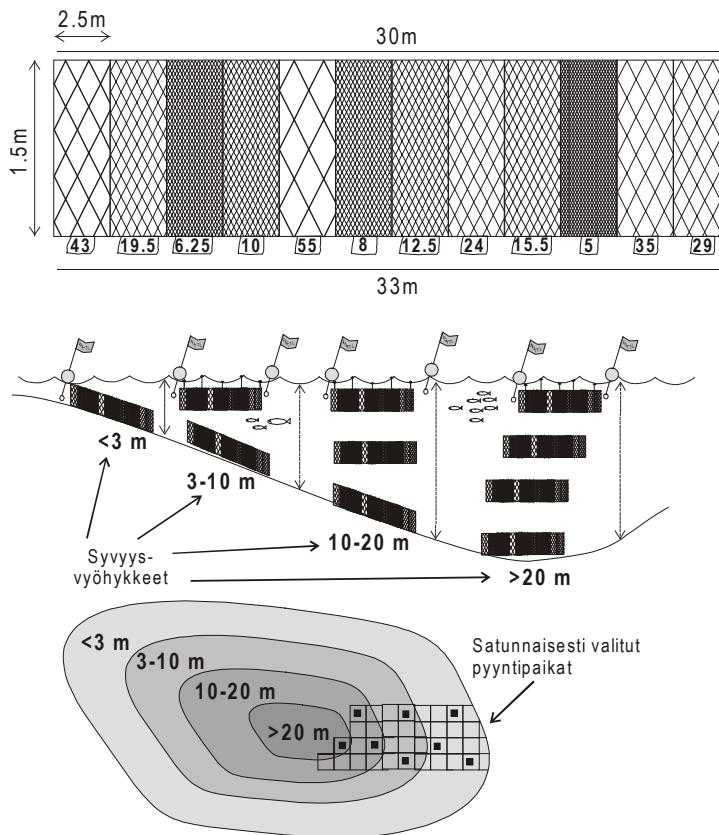 2.5m
30m
1.5m
43 19.5 6.25 10 55 8 12.5 24 15.5 5 35 29
33m
<3 m
3-10 m
10-20 m
>20 m
Syvyys-
vyöhykkeet
<3 m
3-10 m
10-20 m
>20 m
Satunnaisesti valitut
pyyntipaikat